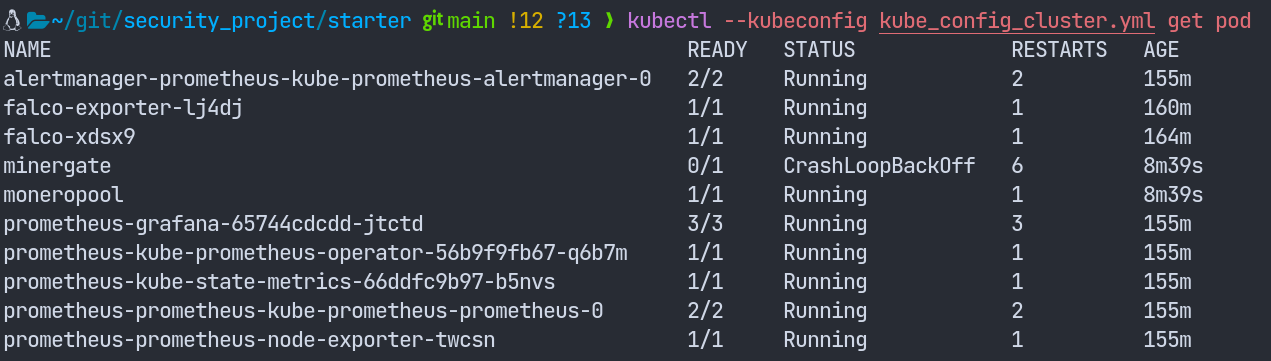 ~/git/security_project/starter git main !12 ?13 ❯ kubectl --kubeconfig kube_config_cluster.yml get pod
NAME READY STATUS RESTARTS AGE
alertmanager-prometheus-kube-prometheus-alertmanager-0 2/2 Running 2 155m
falco-exporter-lj4dj 1/1 Running 1 160m
falco-xdsx9 1/1 Running 1 164m
minergate 0/1 CrashLoopBackOff 6 8m39s
moneropool 1/1 Running 1 8m39s
prometheus-grafana-65744cdcdd-jtctd 3/3 Running 3 155m
prometheus-kube-prometheus-operator-56b9f9fb67-q6b7m 1/1 Running 1 155m
prometheus-kube-state-metrics-66ddfc9b97-b5nvs 1/1 Running 1 155m
prometheus-prometheus-kube-prometheus-prometheus-0 2/2 Running 2 155m
prometheus-prometheus-node-exporter-twcsn 1/1 Running 1 155m